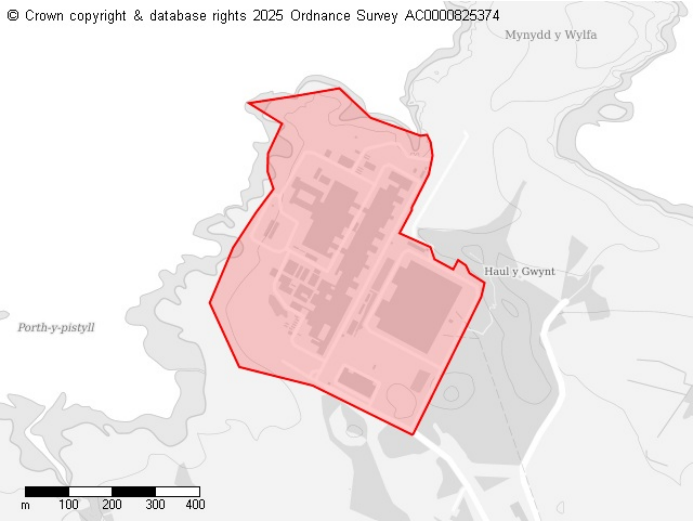 © Crown copyright & database rights 2025 Ordnance Survey AC0000825374
Mynydd y Wylfa
Haul y Gwynt
Porth-y-pistyll
m 100 200 300 400